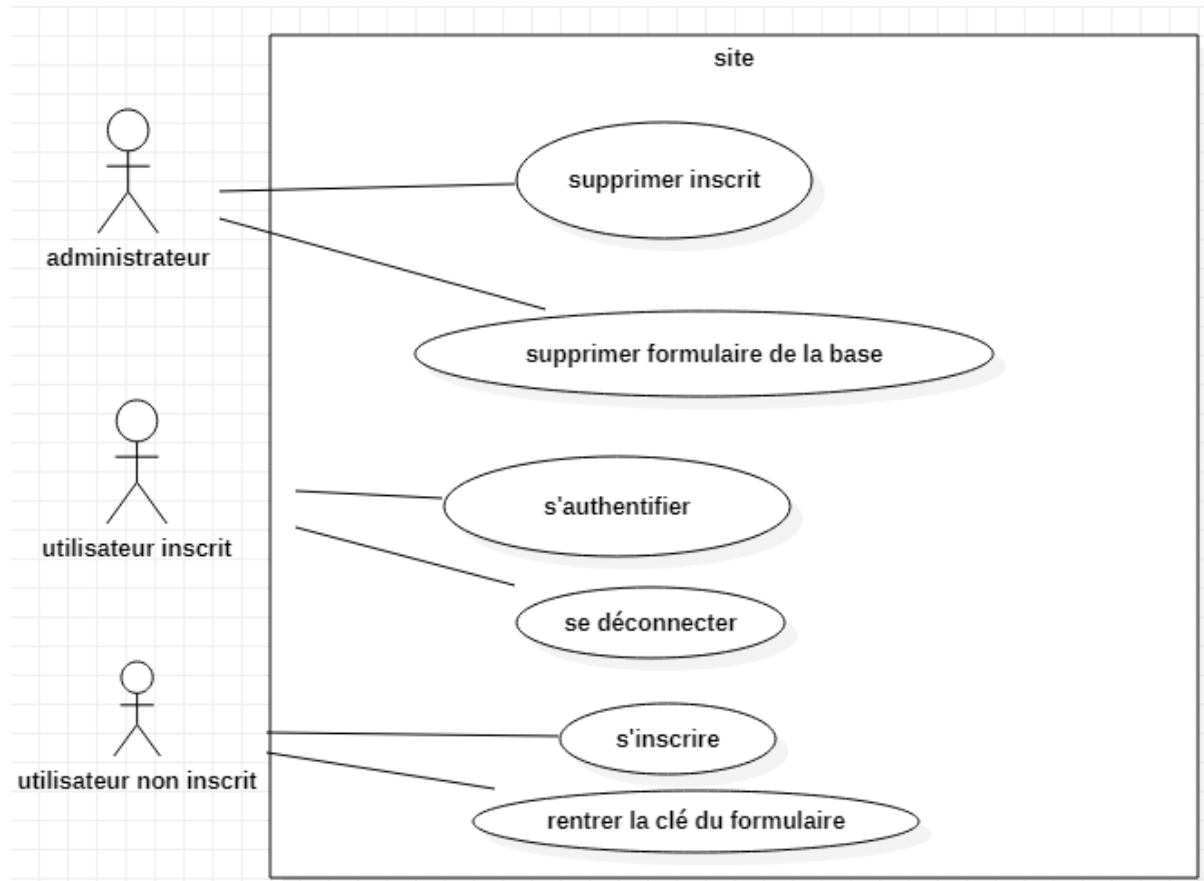 site
supprimer inscrit
administrateur
supprimer formulaire de la base
s'authentifier
utilisateur inscrit
se déconnecter
s'inscrire
utilisateur non inscrit
rentrer la clé du formulaire